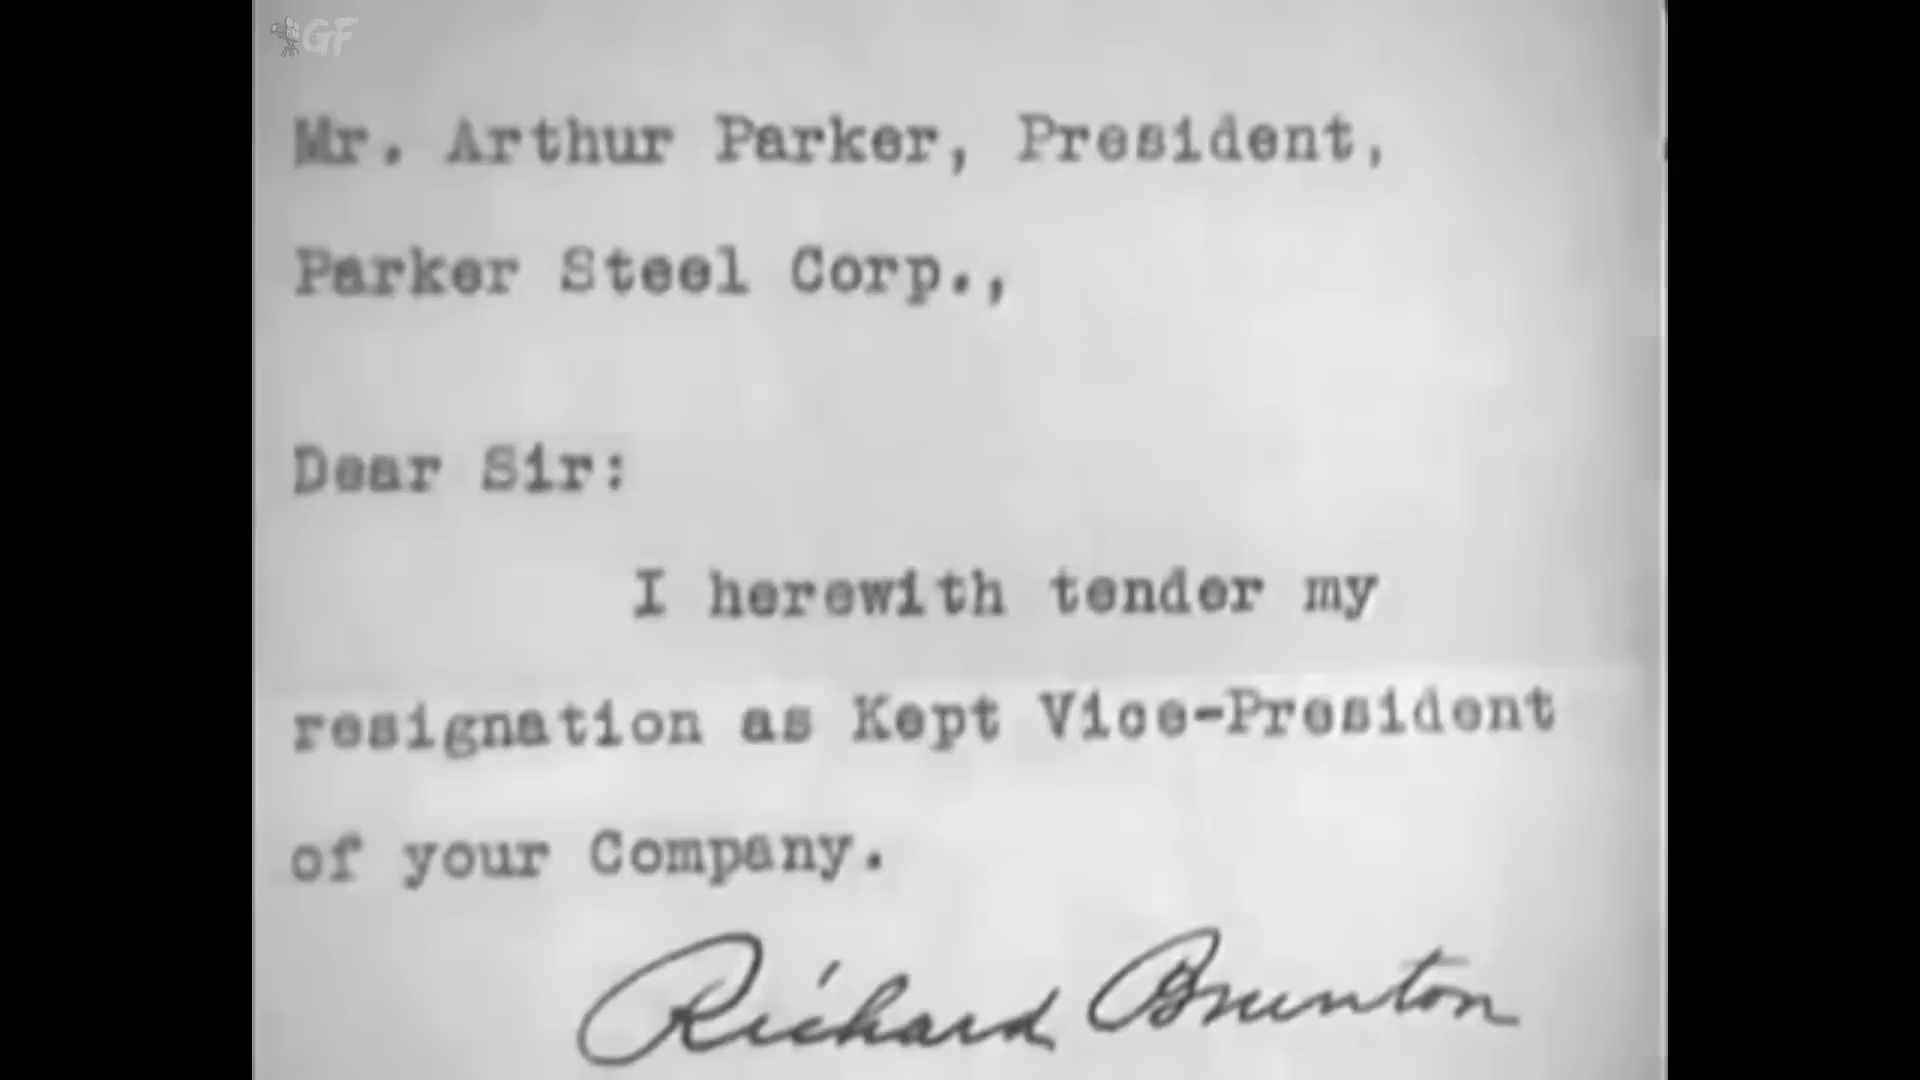 GF
Mr. Arthur Parker, President,
Parker Steel Corp.,
Dear Sir:
I herewith tender my
resignation as Kept Vice-President
of your Company.
Richard Brunton